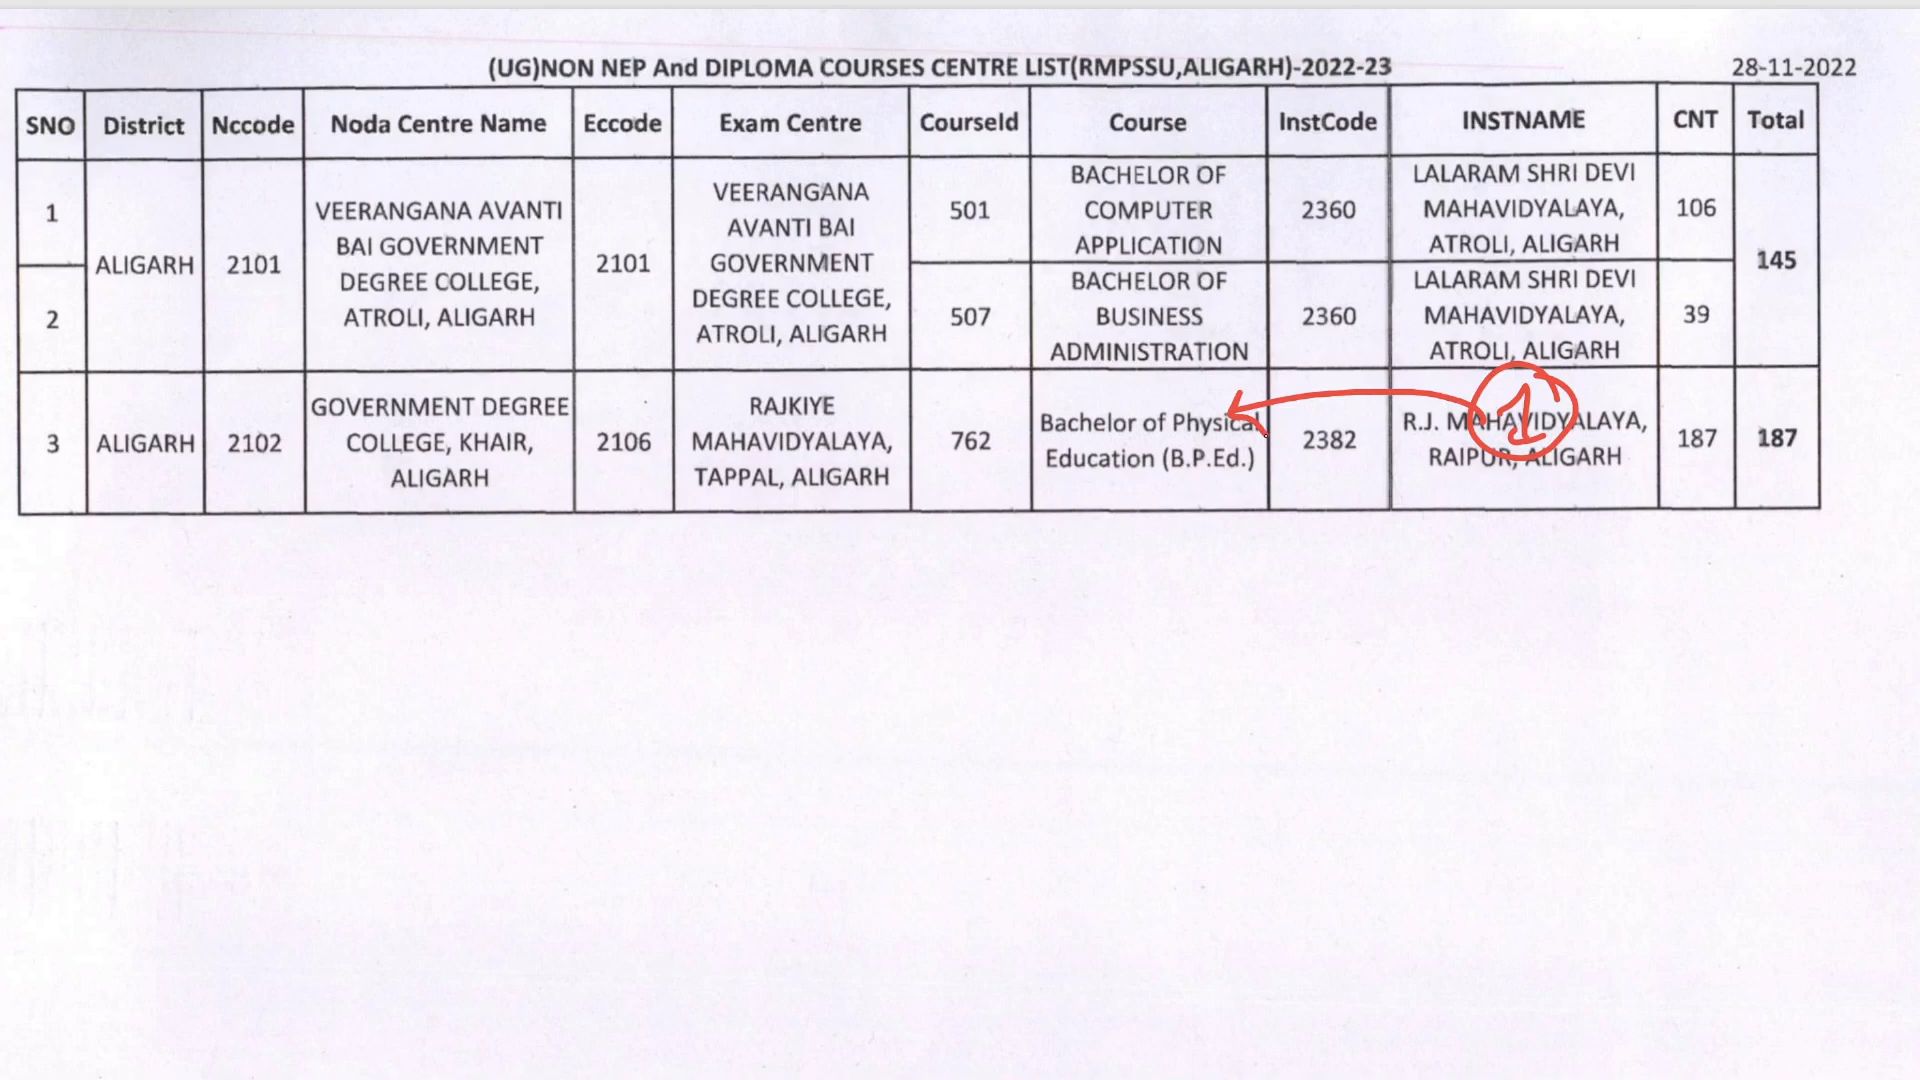 (UG)NON NEP And DIPLOMA COURSES CENTRE LIST(RMPSSU,ALIGARH)-2022-23
28-11-2022
SNO District Nccode Noda Centre Name Eccode Exam Centre CourseId Course InstCode INSTNAME CNT Total
1
2
ALIGARH
2101
VEERANGANA AVANTI
BAI GOVERNMENT
DEGREE COLLEGE,
ATROLI, ALIGARH
2101
VEERANGANA
AVANTI BAI
GOVERNMENT
DEGREE COLLEGE,
ATROLI, ALIGARH
501
BACHELOR OF
COMPUTER
APPLICATION
2360
LALARAM SHRI DEVI
MAHAVIDYALAYA,
ATROLI, ALIGARH
106
145
507
BACHELOR OF
BUSINESS
ADMINISTRATION
2360
LALARAM SHRI DEVI
MAHAVIDYALAYA,
ATROLI, ALIGARH
39
3
ALIGARH
2102
GOVERNMENT DEGREE
COLLEGE, KHAIR,
ALIGARH
2106
RAJKIYE
MAHAVIDYALAYA,
TAPPAL, ALIGARH
762
Bachelor of Physical
Education (B.P.Ed.)
2382
R.J. MAHAVIDYALAYA,
RAIPUR, ALIGARH
187
187
1